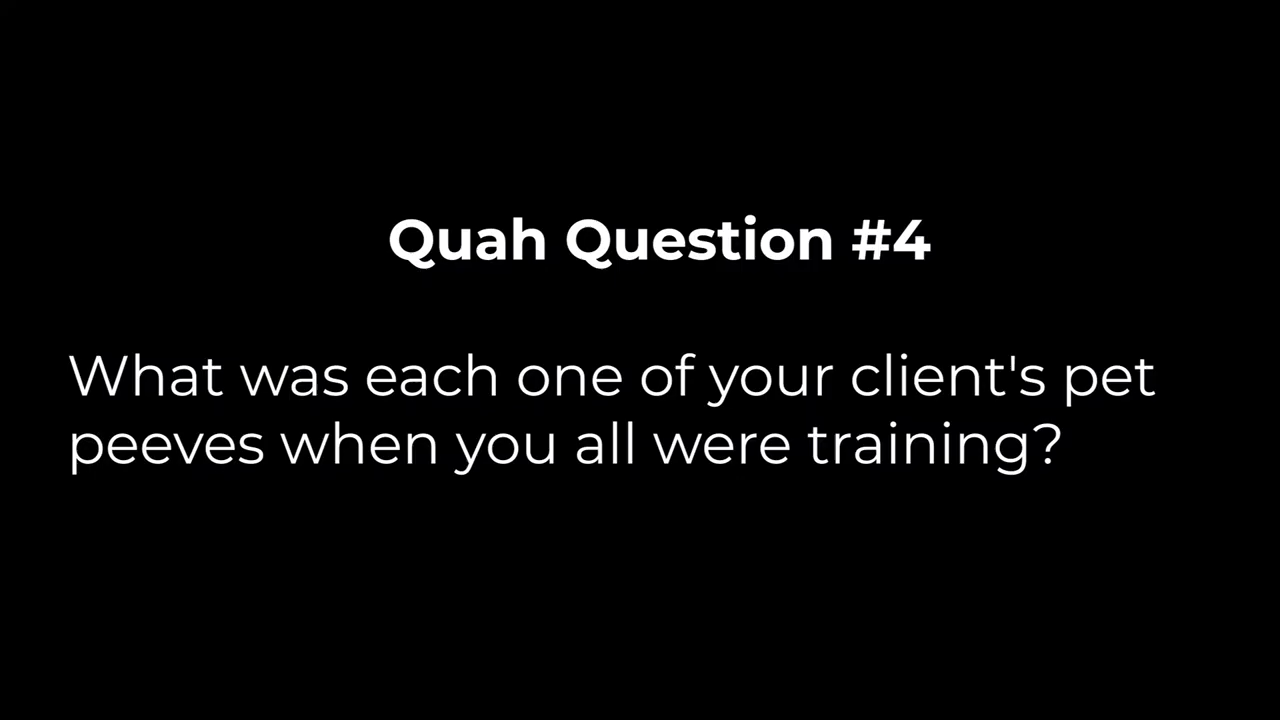 Quah Question #4
What was each one of your client's pet
peeves when you all were training?